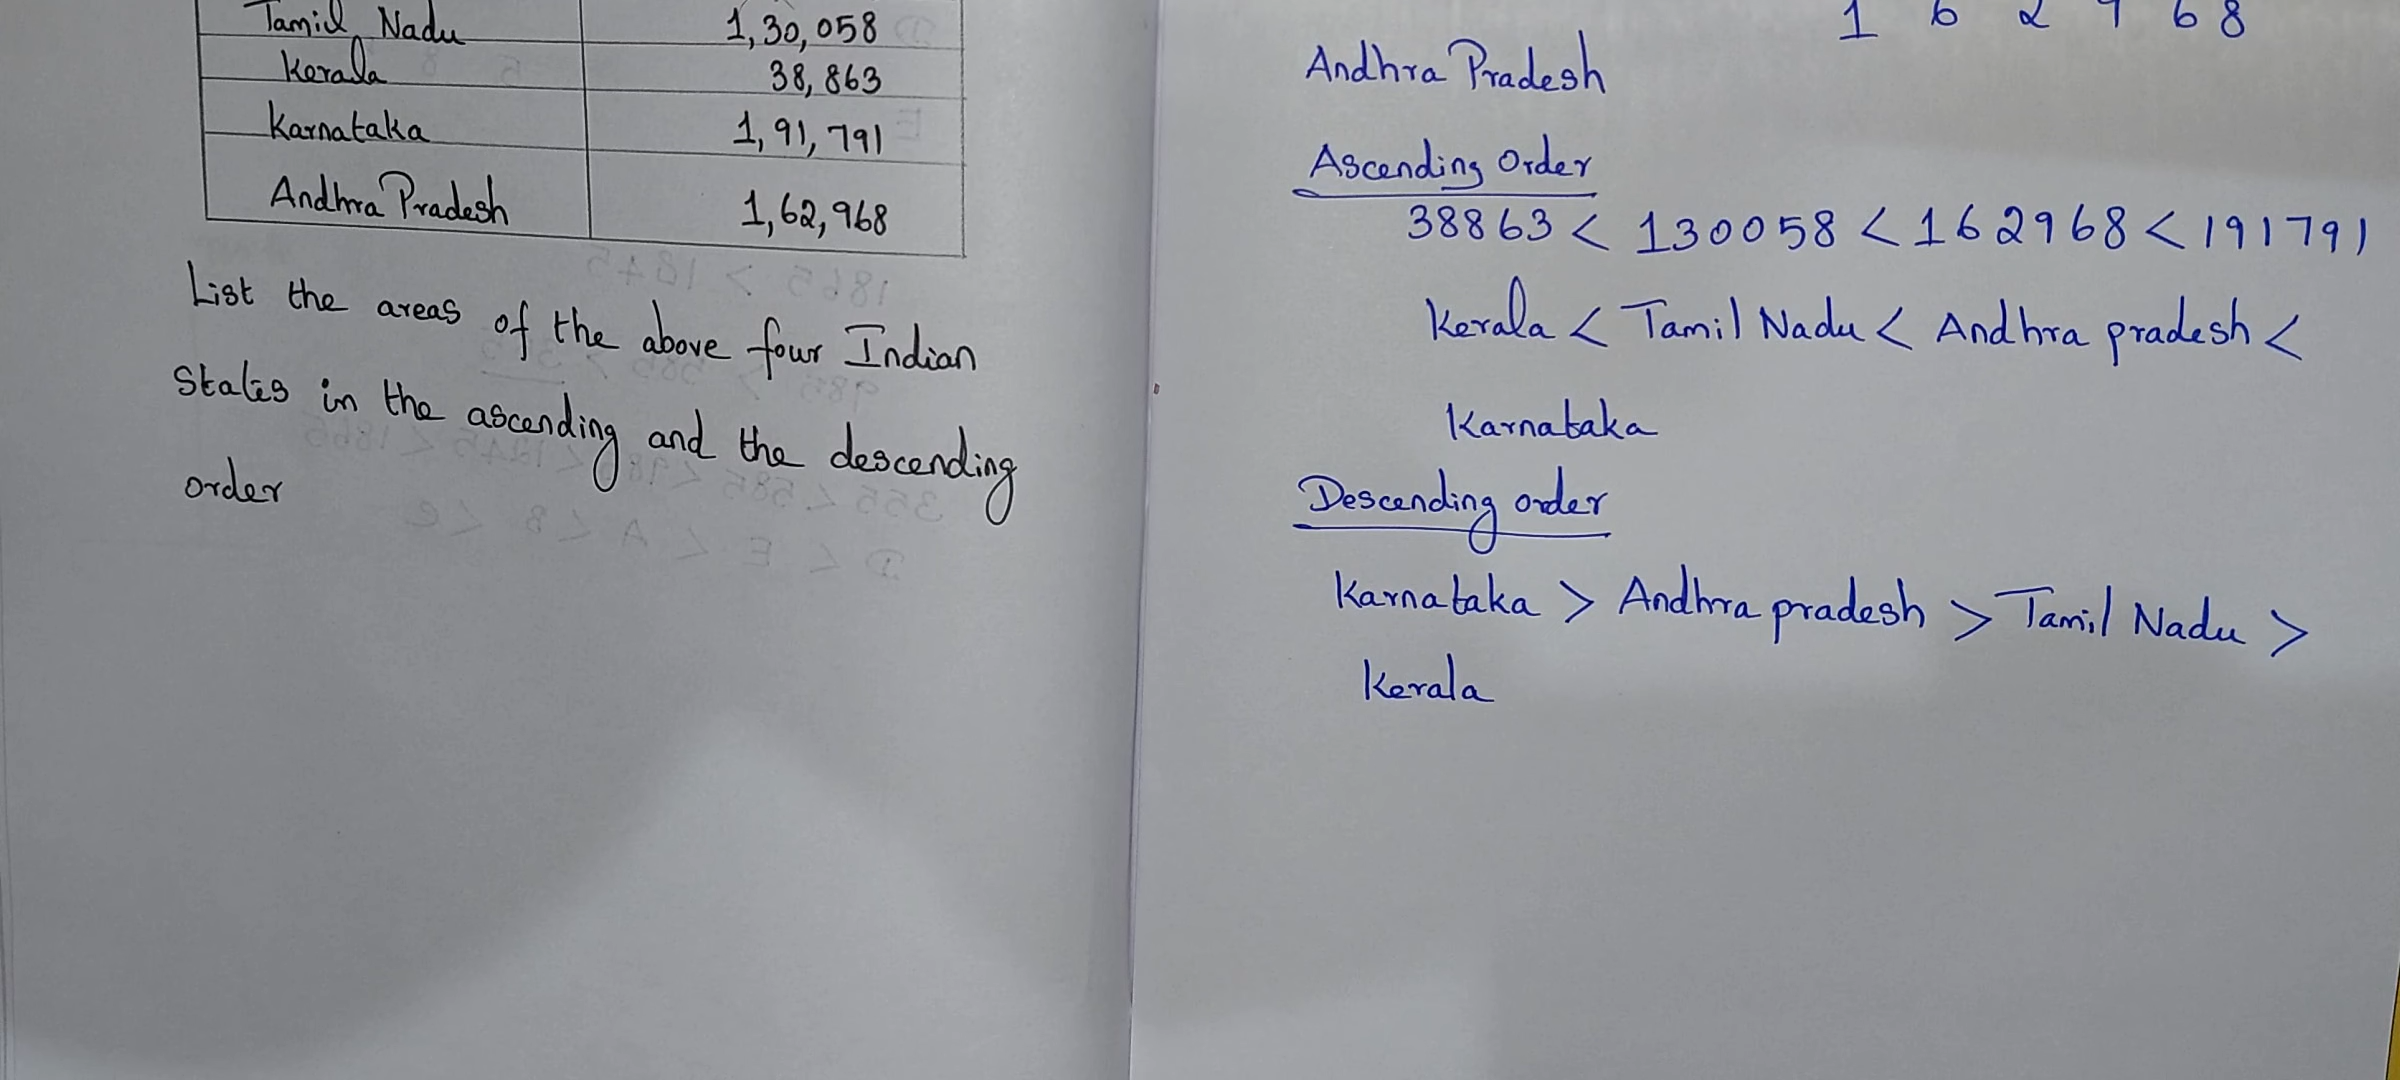 Tamil Nadu 1,30,058
Kerala 38,863
Karnataka 1,91,791
Andhra Pradesh 1,62,968
List the areas of the above four Indian
States in the ascending and the descending
order
1 6 2 9 6 8
Andhra Pradesh
Ascending Order
38863 < 130058 < 162968 < 191791
Kerala < Tamil Nadu < Andhra pradesh <
Karnataka
Descending order
Karnataka > Andhra pradesh > Tamil Nadu >
Kerala